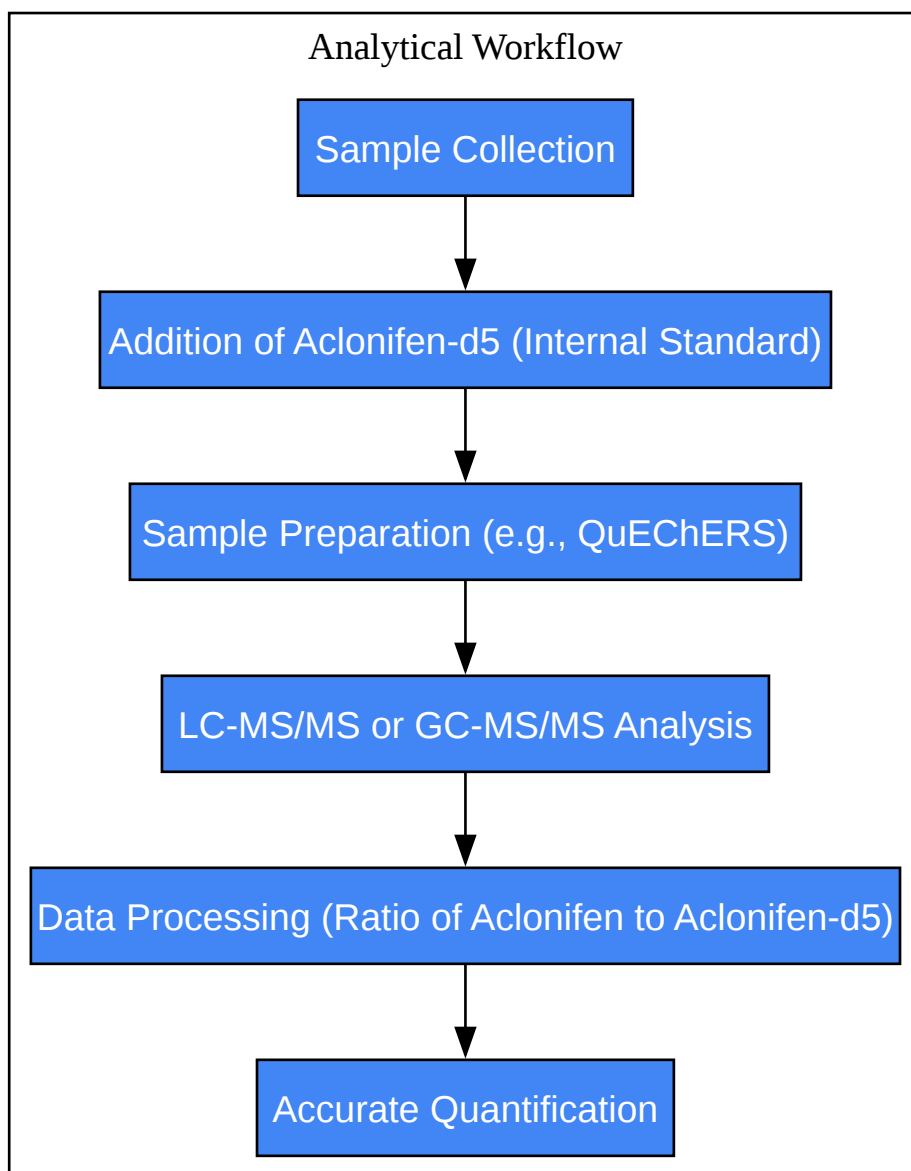 Analytical Workflow
Sample Collection
Addition of Aclonifen-d5 (Internal Standard)
Sample Preparation (e.g., QuEChERS)
LC-MS/MS or GC-MS/MS Analysis
Data Processing (Ratio of Aclonifen to Aclonifen-d5)
Accurate Quantification